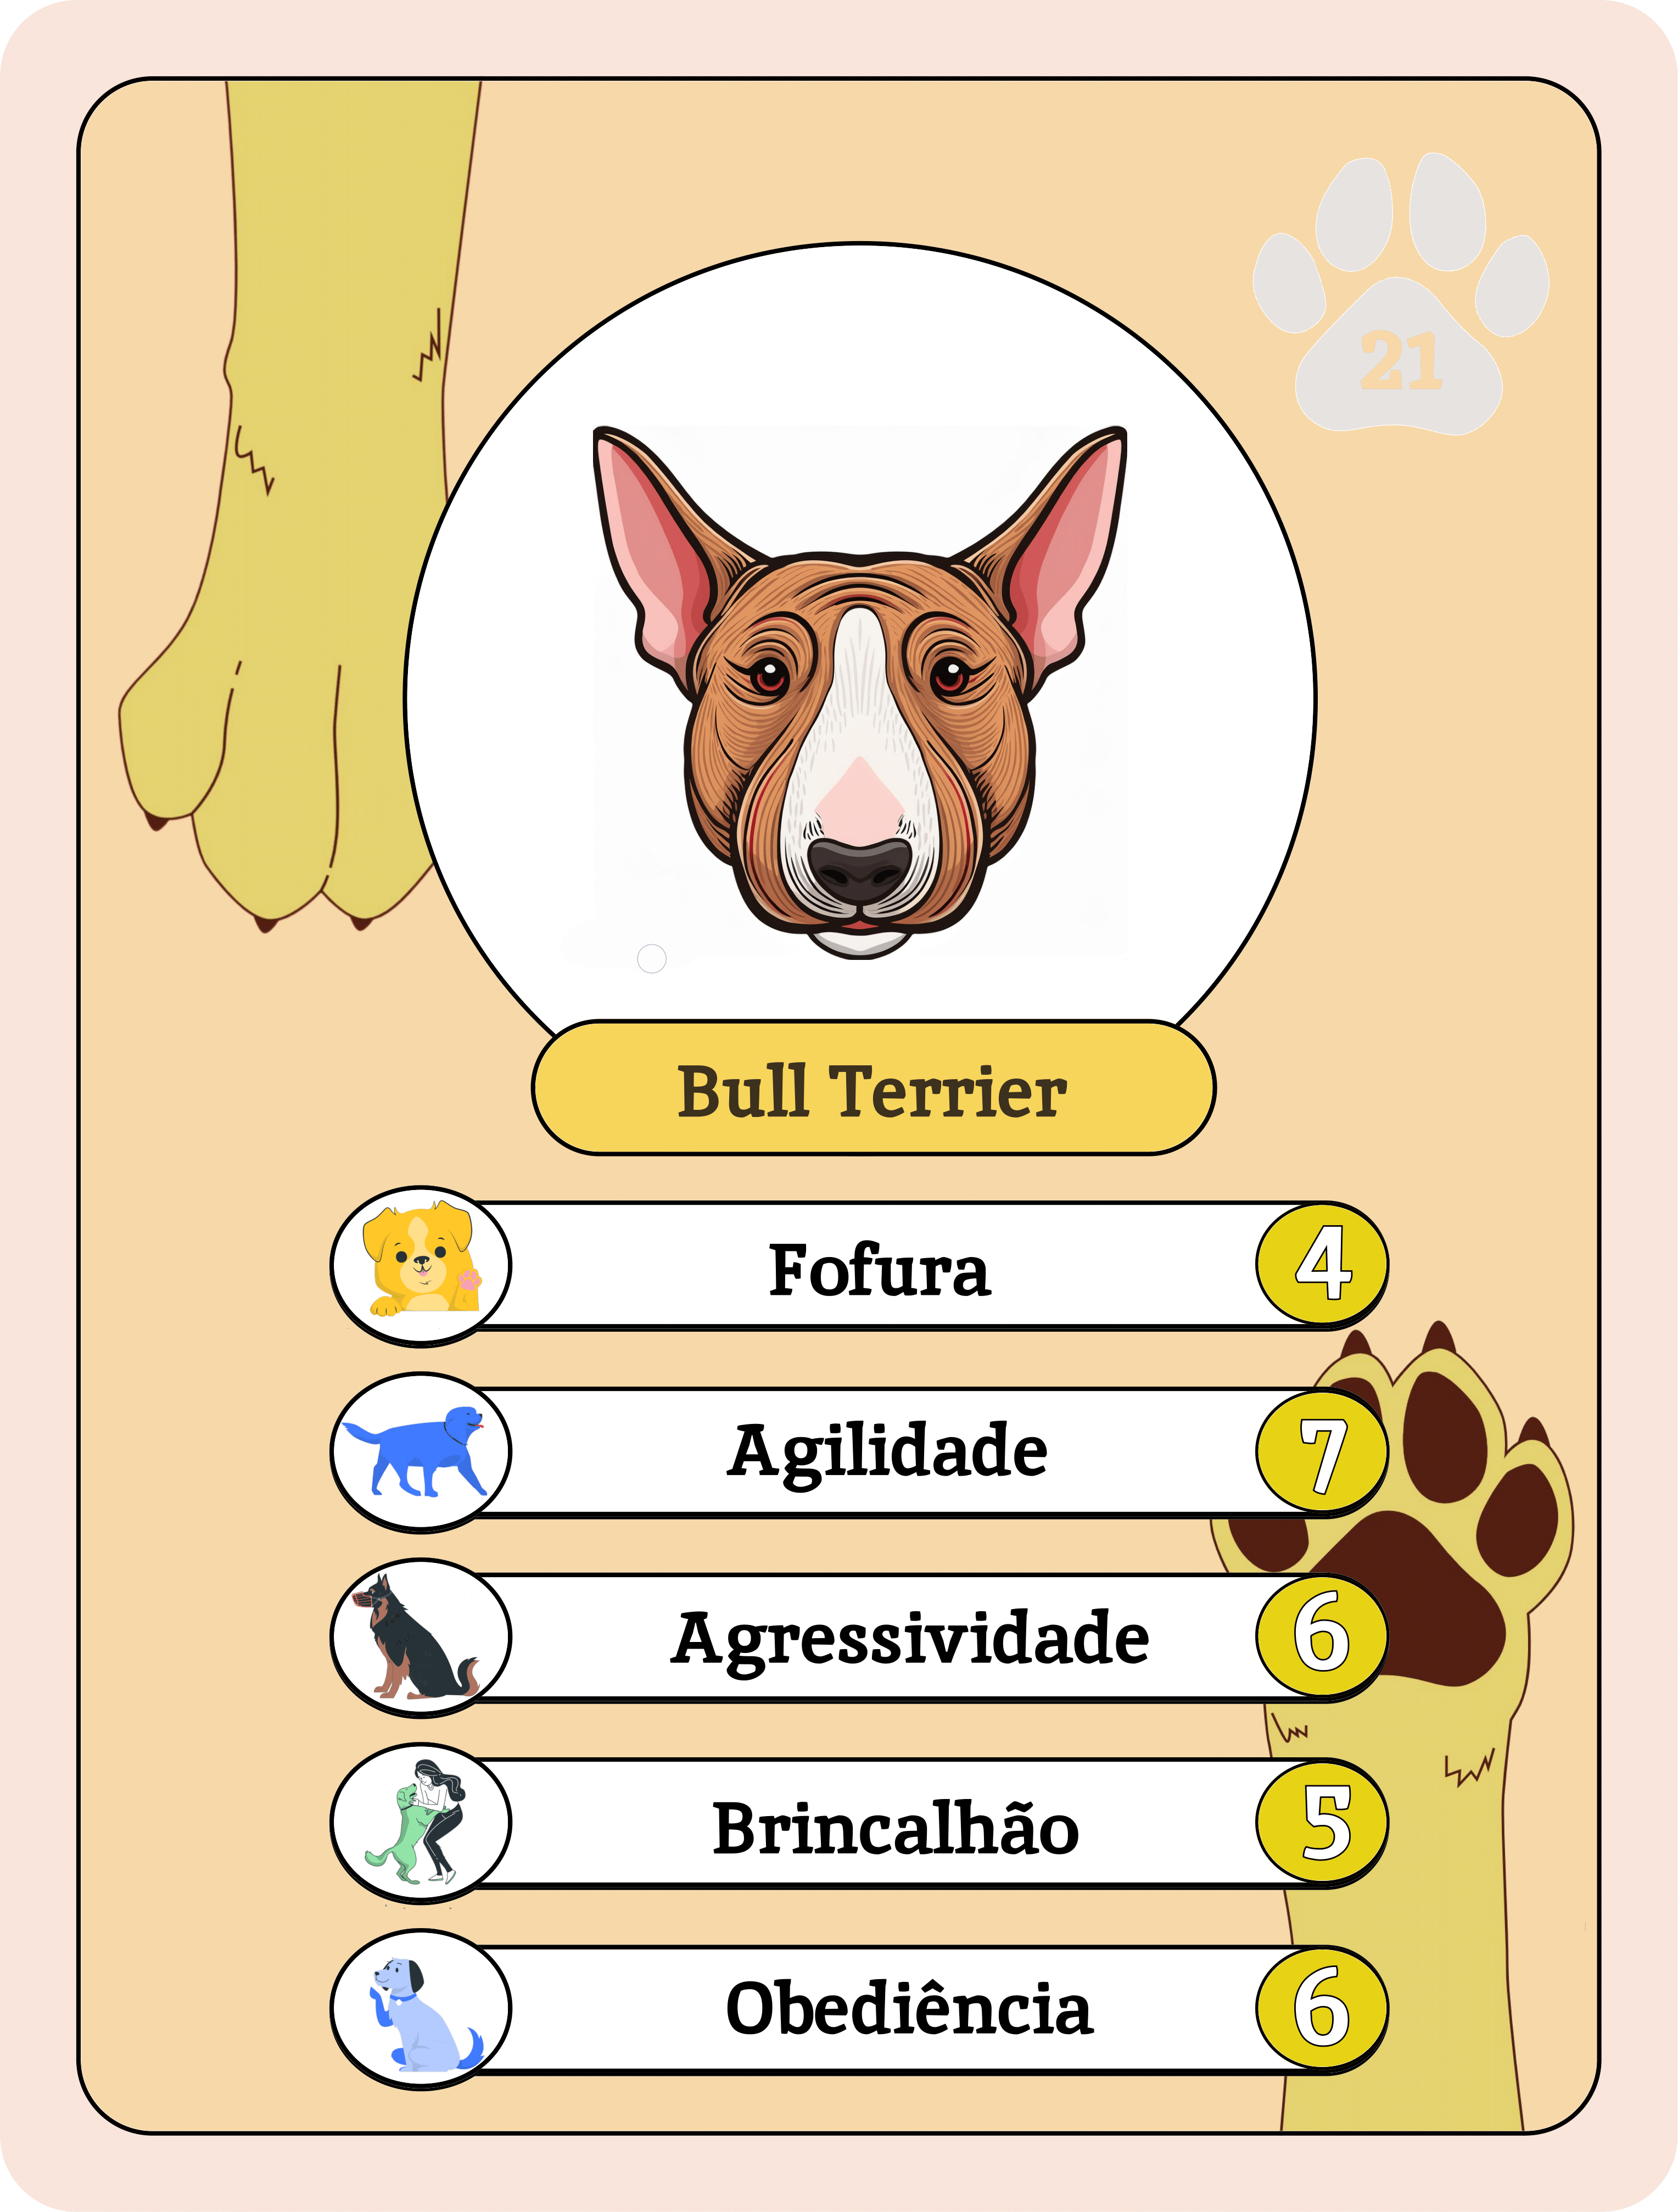 21
Bull Terrier
Fofura 4
Agilidade 7
Agressividade 6
Brincalhão 5
Obediência 6